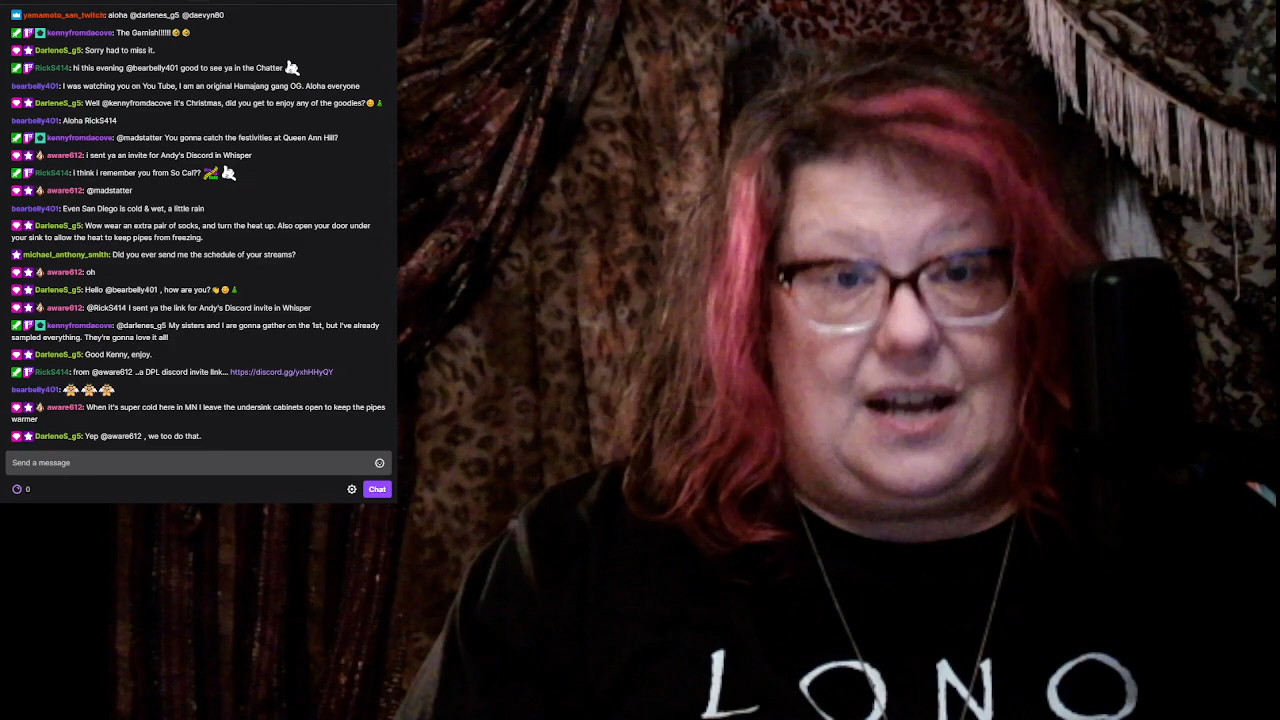 yamamoto_san_twitch: aloha @darlenes_g5 @daevyn80
kennyfromdacove: The Garnish!!!!!!
DarleneS_g5: Sorry had to miss it.
RickS414: hi this evening @bearbelly401 good to see ya in the Chatter
bearbelly401: I was watching you on You Tube, I am an original Hamajang gang OG. Aloha everyone
DarleneS_g5: Well @kennyfromdacove it's Christmas, did you get to enjoy any of the goodies?
bearbelly401: Aloha RickS414
kennyfromdacove: @madstatter You gonna catch the festivities at Queen Ann Hill?
aware612: i sent ya an invite for Andy's Discord in Whisper
RickS414: I think i remember you from So Cal??
aware612: @madstatter
bearbelly401: Even San Diego is cold & wet, a little rain
DarleneS_g5: Wow wear an extra pair of socks, and turn the heat up. Also open your door under
your sink to allow the heat to keep pipes from freezing.
michael_anthony_smith: Did you ever send me the schedule of your streams?
aware612: oh
DarleneS_g5: Hello @bearbelly401 , how are you?
aware612: @RickS414 I sent ya the link for Andy's Discord invite in Whisper
kennyfromdacove: @darlenes_g5 My sisters and I are gonna gather on the 1st, but I've already
sampled everything. They're gonna love it all!
DarleneS_g5: Good Kenny, enjoy.
RickS414: from @aware612 ..a DPL discord invite link... https://discord.gg/yxhHHyQY
bearbelly401:
aware612: When it's super cold here in MN I leave the undersink cabinets open to keep the pipes
warmer
DarleneS_g5: Yep @aware612 , we too do that.
Send a message
0
Chat
LONO